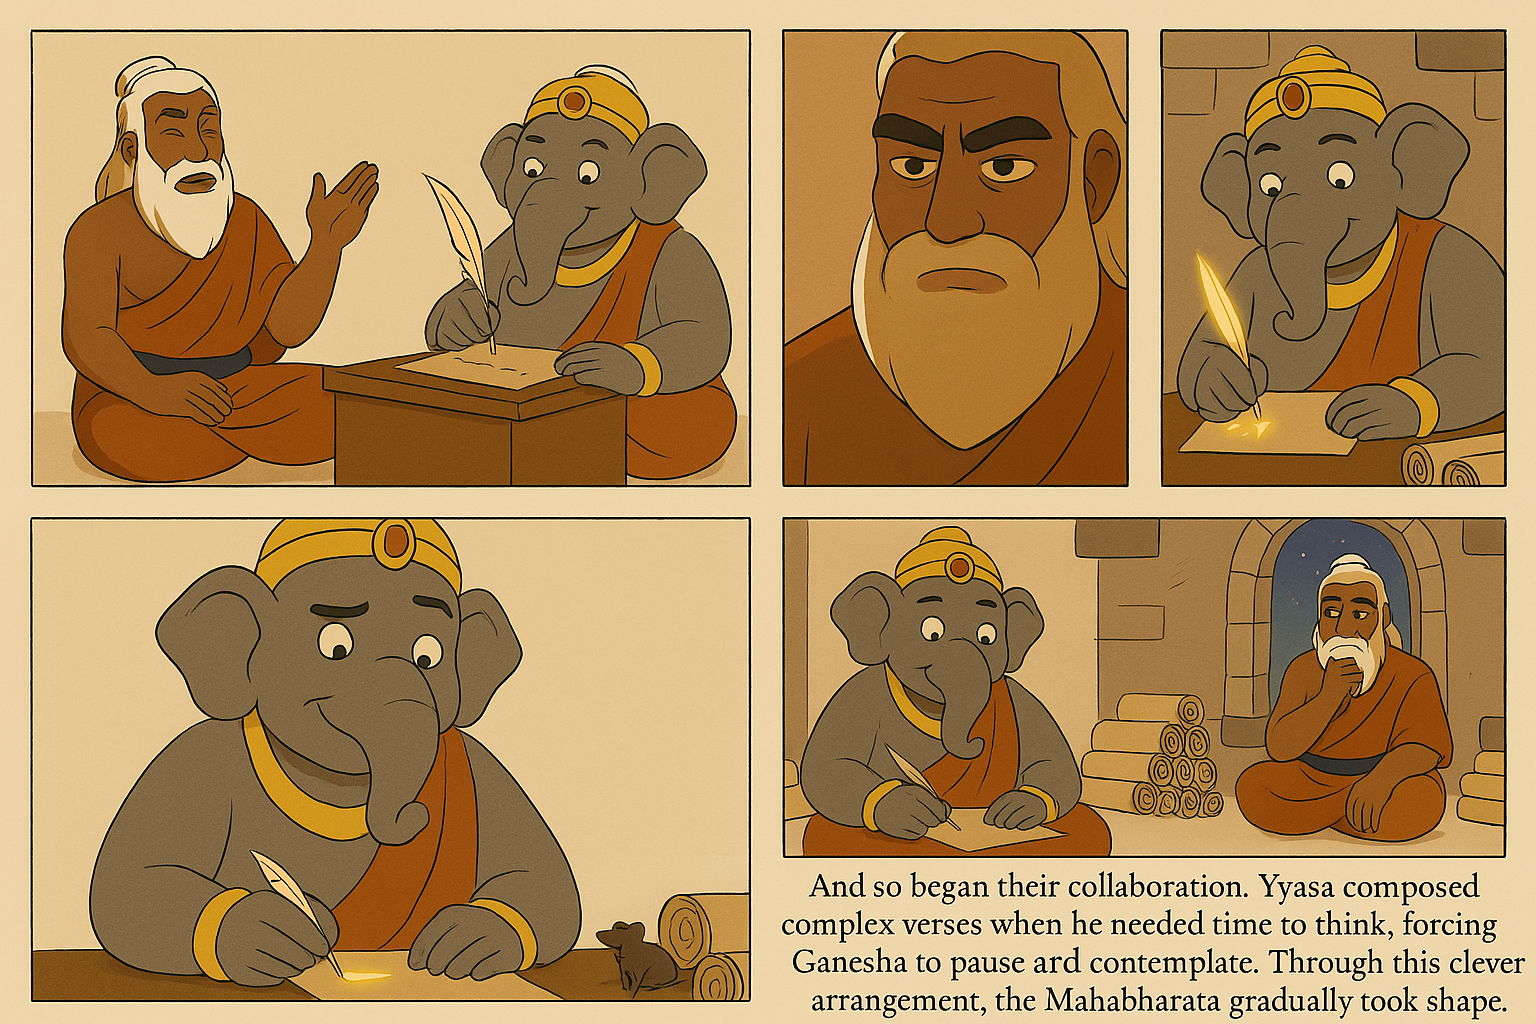 And so began their collaboration. Yyasa composed
complex verses when he needed time to think, forcing
Ganesha to pause ard contemplate. Through this clever
arrangement, the Mahabharata gradually took shape.